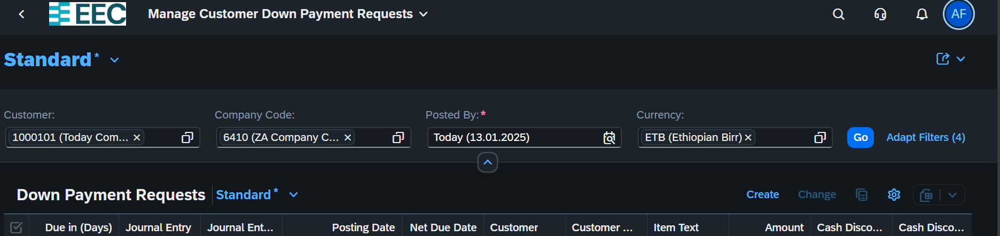 EEC Manage Customer Down Payment Requests AF
Standard *
Customer: Company Code: Posted By:* Currency:
1000101 (Today Com... 6410 (ZA Company C... Today (13.01.2025) ETB (Ethiopian Birr) Go Adapt Filters (4)
Down Payment Requests Standard * Create Change
Due in (Days) Journal Entry Journal Ent... Posting Date Net Due Date Customer Customer ... Item Text Amount Cash Disco... Cash Disco...